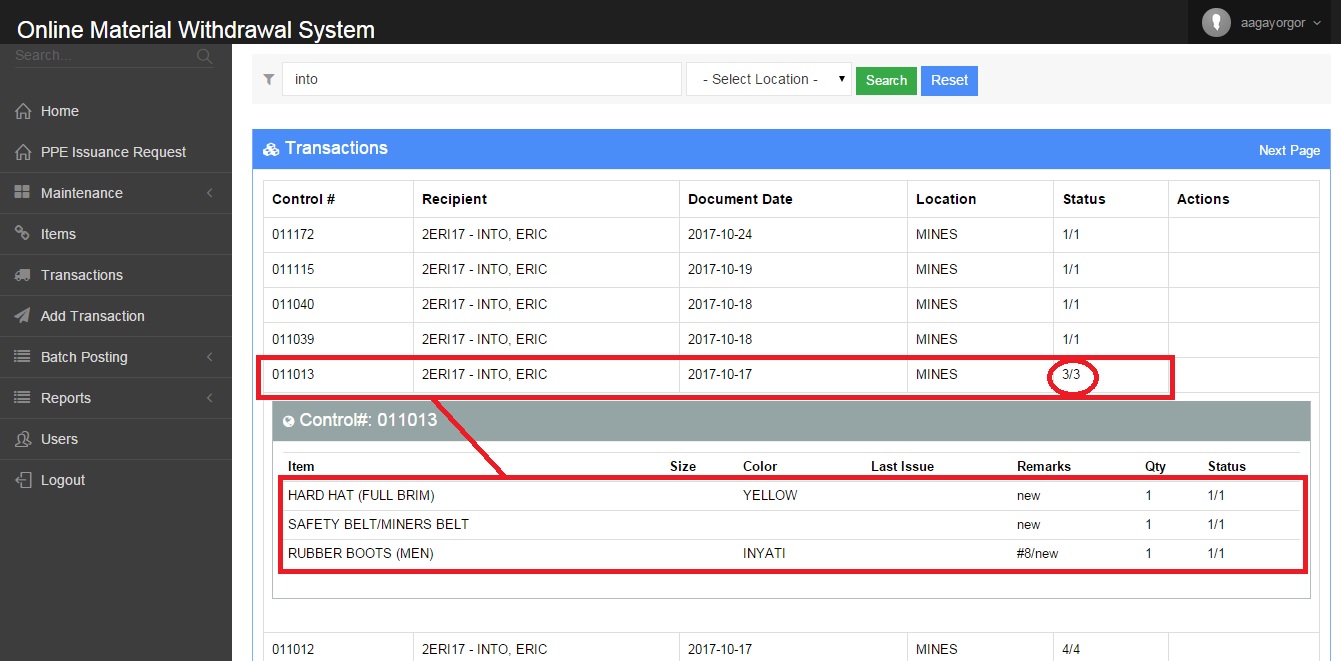 Online Material Withdrawal System
aagayorgor
Search...
Home
PPE Issuance Request
Maintenance
Items
Transactions
Add Transaction
Batch Posting
Reports
Users
Logout
into - Select Location - Search Reset
Transactions Next Page
Control # Recipient Document Date Location Status Actions
011172 2ERI17 - INTO, ERIC 2017-10-24 MINES 1/1
011115 2ERI17 - INTO, ERIC 2017-10-19 MINES 1/1
011040 2ERI17 - INTO, ERIC 2017-10-18 MINES 1/1
011039 2ERI17 - INTO, ERIC 2017-10-18 MINES 1/1
011013 2ERI17 - INTO, ERIC 2017-10-17 MINES 3/3
Control#: 011013
Item Size Color Last Issue Remarks Qty Status
HARD HAT (FULL BRIM) YELLOW new 1 1/1
SAFETY BELT/MINERS BELT new 1 1/1
RUBBER BOOTS (MEN) INYATI #8/new 1 1/1
011012 2ERI17 - INTO, ERIC 2017-10-17 MINES 4/4